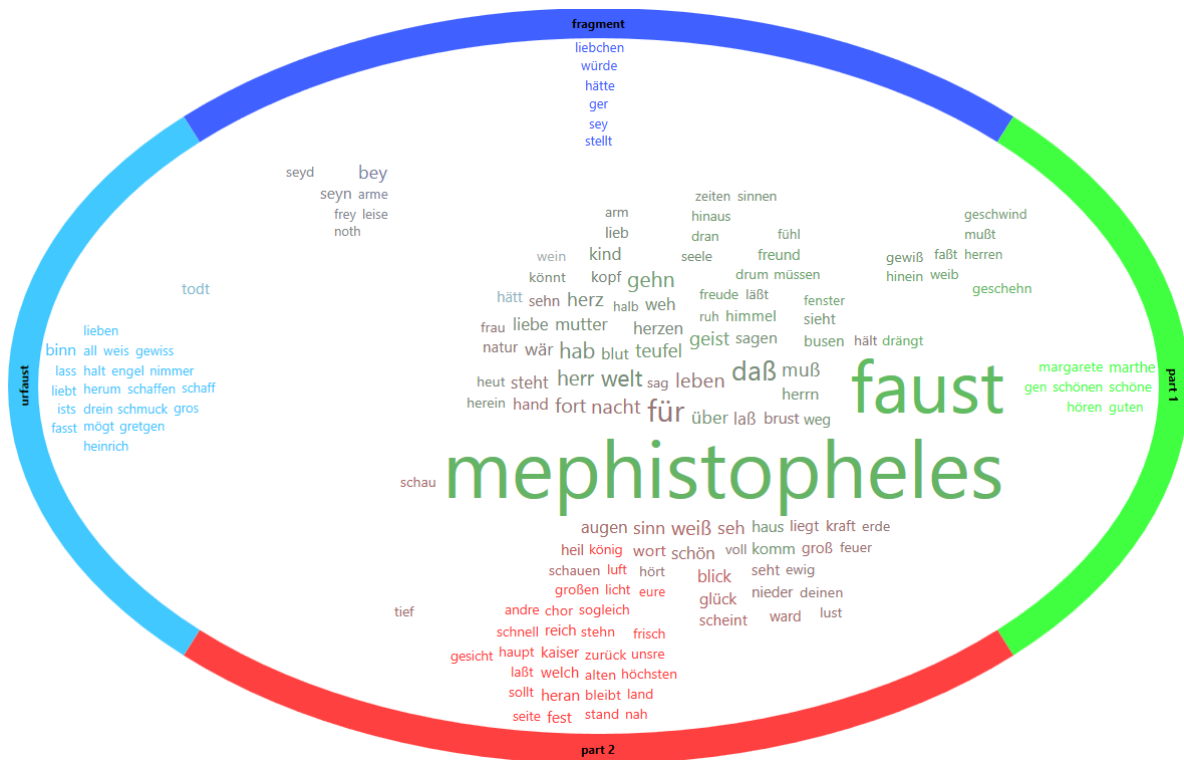 fragment
liebchen
würde
hätte
ger
sey
stellt
seyd bey
seyn arme
frey leise
noth
zeiten sinnen
arm hinaus geschwind
lieb dran fühl mußt
wein kind seele freund gewiß faßt herren
könnt kopf gehn drum müssen hinein weib
todt hätt sehn herz halb weh freude läßt fenster geschehn
frau liebe mutter herzen ruh himmel sieht
lieben
natur wär hab blut teufel geist sagen busen hält drängt
binn all weis gewiss
heut steht herr welt sag leben daß muß faust margarete marthe
lass halt engel nimmer
herein hand fort nacht für über laß brust weg herrn gen schönen schöne
liebt herum schaffen schaff
hören guten
ists drein schmuck gros
fasst mögt gretgen
heinrich
urfaust
part 1
schau mephistopheles
augen sinn weiß seh haus liegt kraft erde
heil könig wort schön voll komm groß feuer
schauen luft hört blick seht ewig
großen licht eure glück nieder deinen
tief andre chor sogleich scheint ward lust
schnell reich stehn frisch
gesicht haupt kaiser zurück unsre
laßt welch alten höchsten
sollt heran bleibt land
seite fest stand nah
part 2